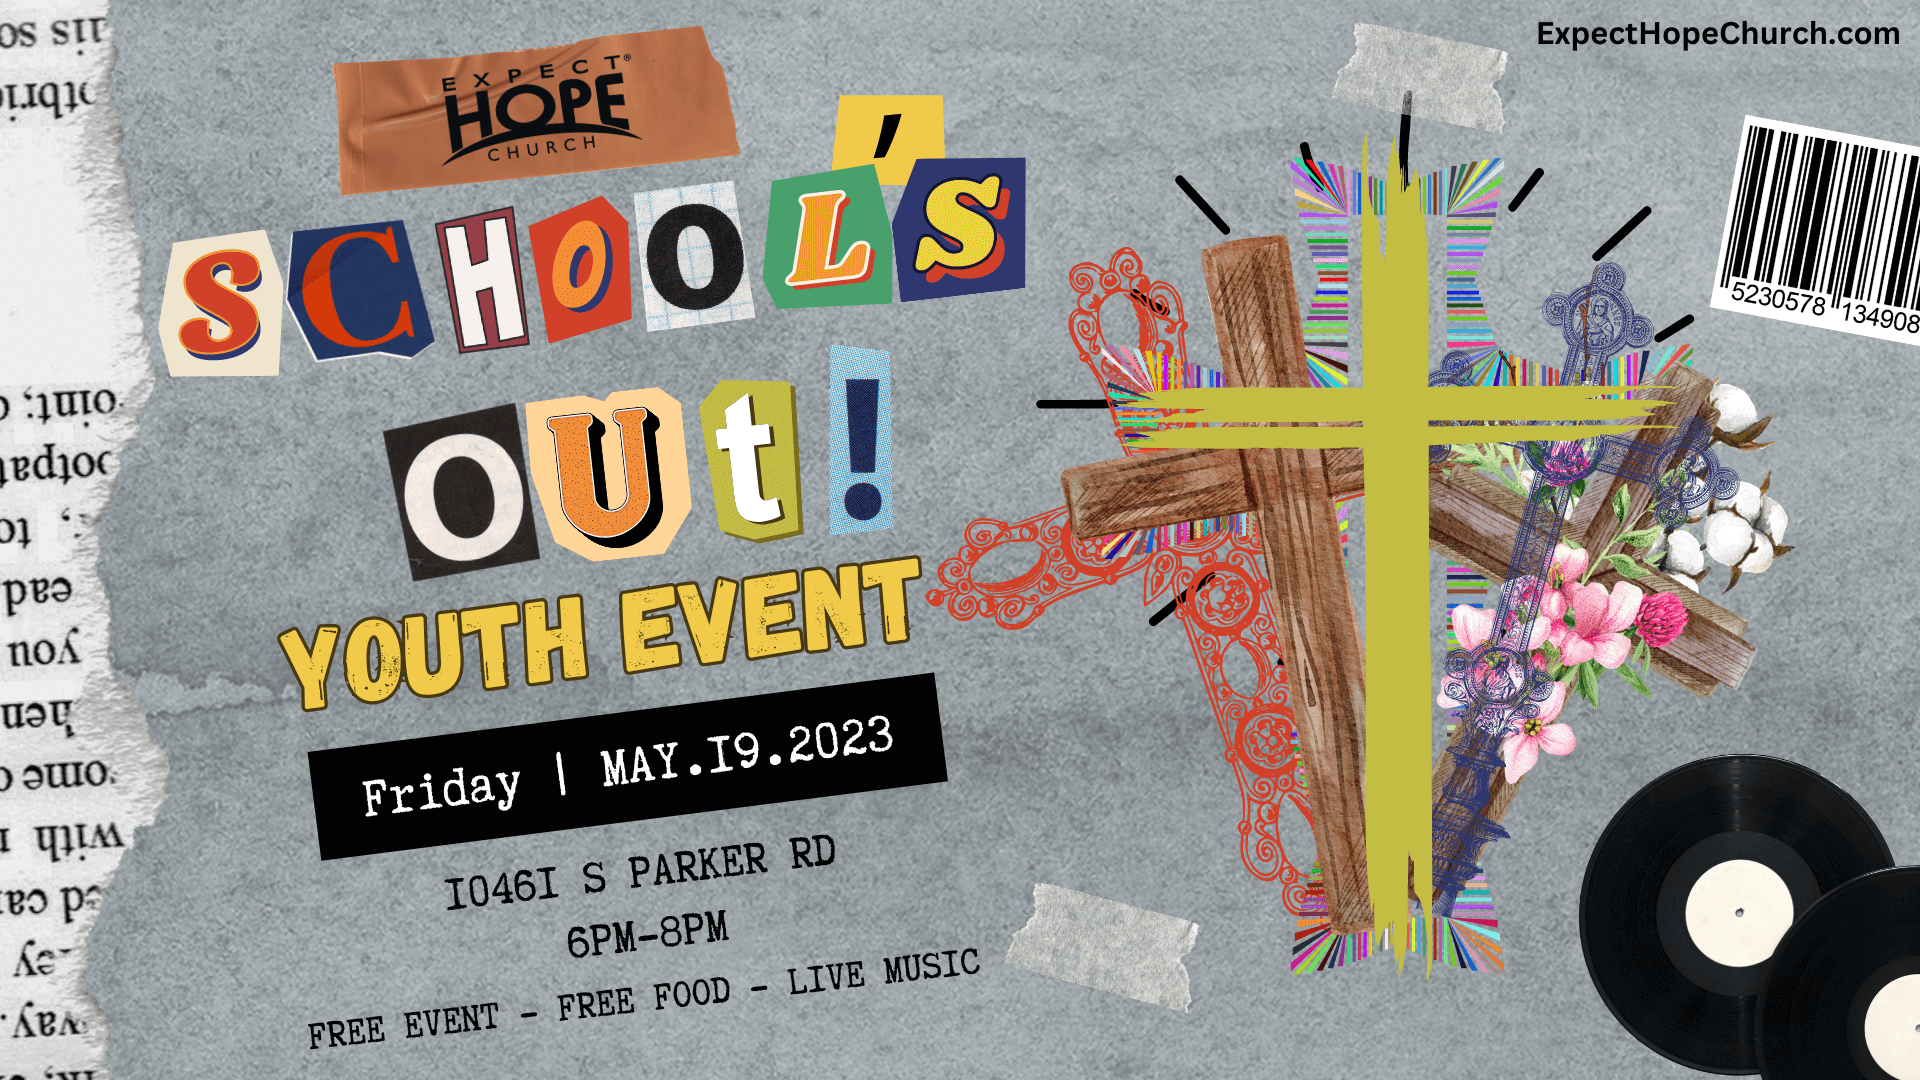 ExpectHopeChurch.com
EXPECT®
HOPE
CHURCH
SCHOOL'S
OUt!
YOUTH EVENT
Friday | MAY.19.2023
10461 S PARKER RD
6PM-8PM
FREE EVENT - FREE FOOD - LIVE MUSIC
5230578 134908